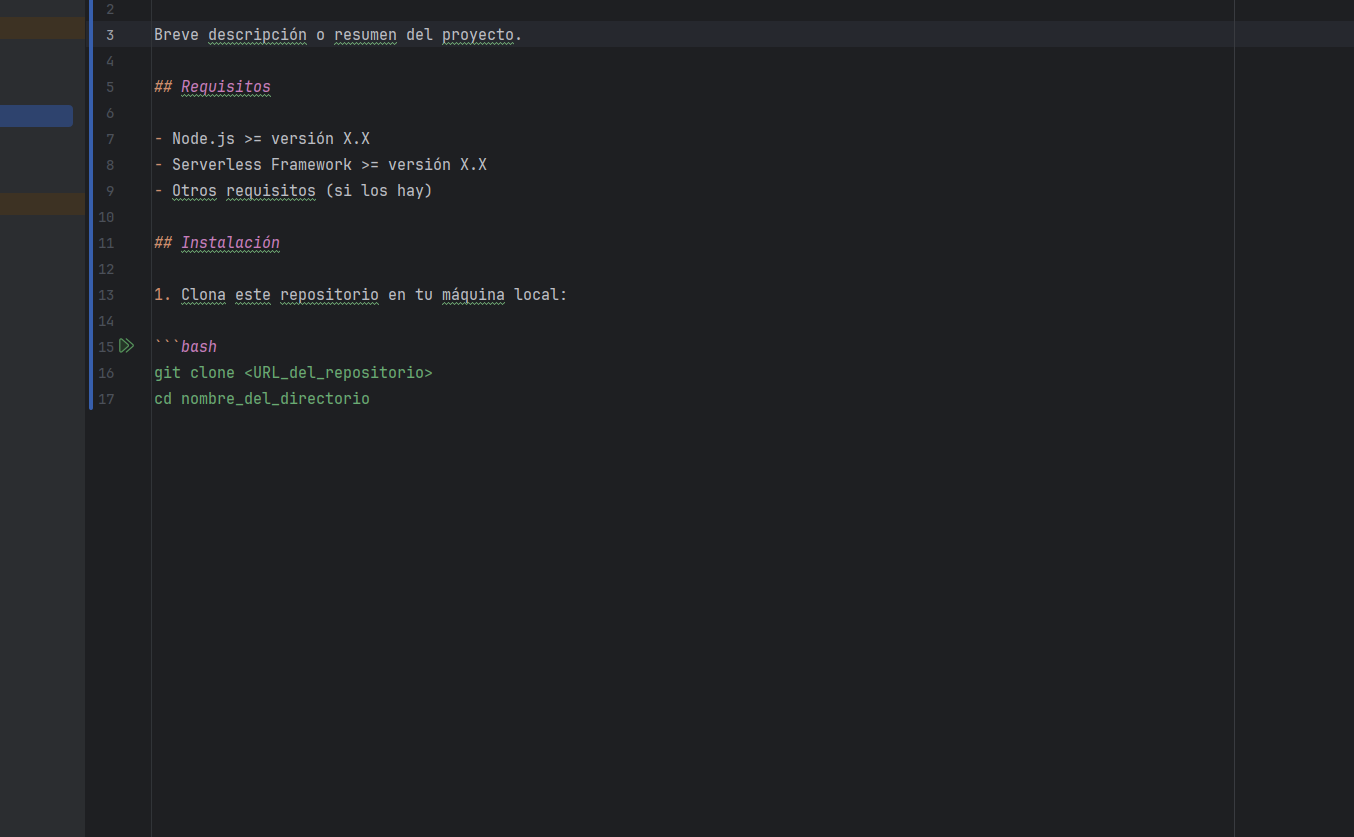 2
3 Breve descripción o resumen del proyecto.
4
5 ## Requisitos
6
7 - Node.js >= versión X.X
8 - Serverless Framework >= versión X.X
9 - Otros requisitos (si los hay)
10
11 ## Instalación
12
13 1. Clona este repositorio en tu máquina local:
14
15 ```bash
16 git clone <URL_del_repositorio>
17 cd nombre_del_directorio